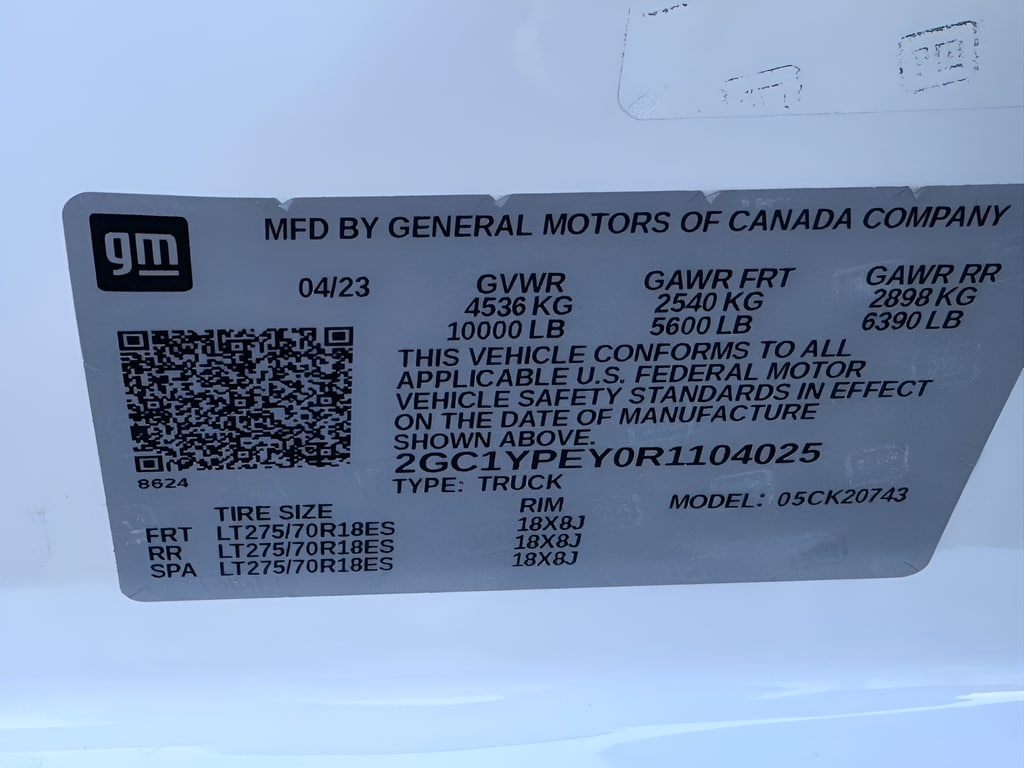 gm
MFD BY GENERAL MOTORS OF CANADA COMPANY
04/23
GVWR GAWR FRT GAWR RR
4536 KG 2540 KG 2898 KG
10000 LB 5600 LB 6390 LB
THIS VEHICLE CONFORMS TO ALL
APPLICABLE U.S. FEDERAL MOTOR
VEHICLE SAFETY STANDARDS IN EFFECT
ON THE DATE OF MANUFACTURE
SHOWN ABOVE.
2GC1YPEY0R1104025
8624
TYPE: TRUCK
MODEL: 05CK20743
TIRE SIZE RIM
FRT LT275/70R18ES 18X8J
RR LT275/70R18ES 18X8J
SPA LT275/70R18ES 18X8J